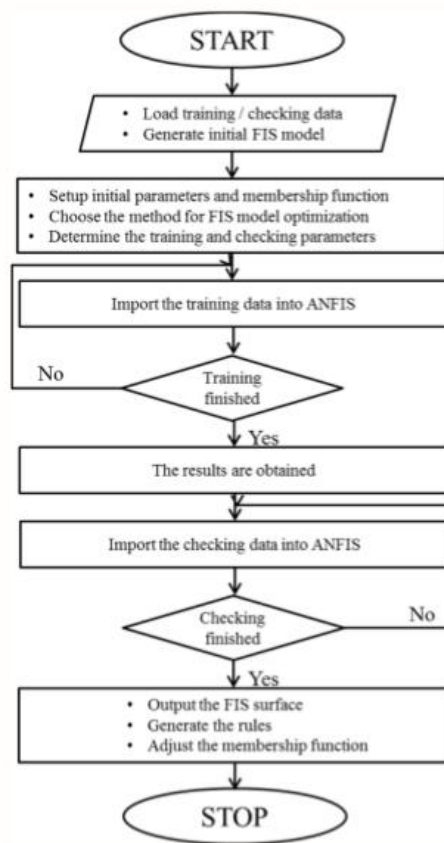 START
• Load training / checking data
• Generate initial FIS model
• Setup initial parameters and membership function
• Choose the method for FIS model optimization
• Determine the training and checking parameters
Import the training data into ANFIS
No
Training
finished
Yes
The results are obtained
Import the checking data into ANFIS
Checking
finished
No
Yes
• Output the FIS surface
• Generate the rules
• Adjust the membership function
STOP